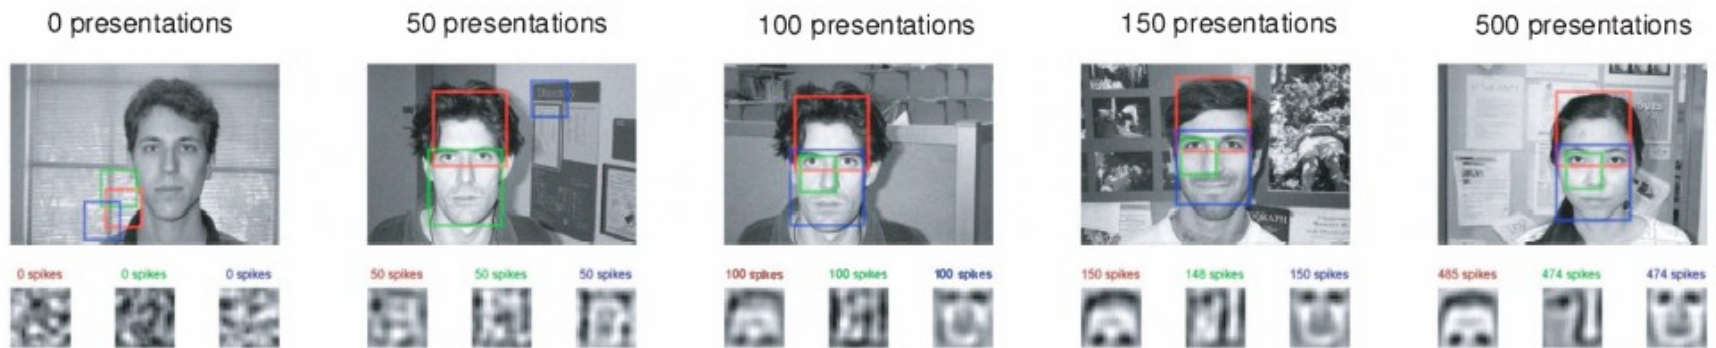 0 presentations
50 presentations
100 presentations
150 presentations
500 presentations
0 spikes 0 spikes 0 spikes
50 spikes 50 spikes 50 spikes
100 spikes 100 spikes 100 spikes
150 spikes 148 spikes 150 spikes
485 spikes 474 spikes 474 spikes